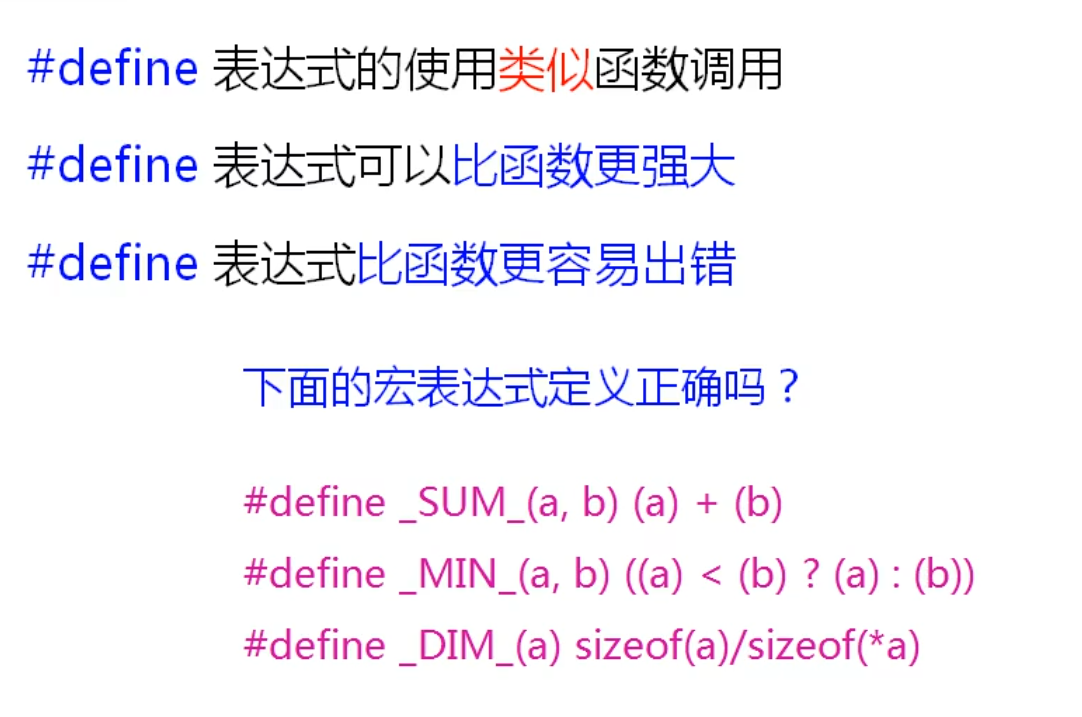 #define 表达式的使用类似函数调用
#define 表达式可以比函数更强大
#define 表达式比函数更容易出错
下面的宏表达式定义正确吗？
#define _SUM_(a, b) (a) + (b)
#define _MIN_(a, b) ((a) < (b) ? (a) : (b))
#define _DIM_(a) sizeof(a)/sizeof(*a)